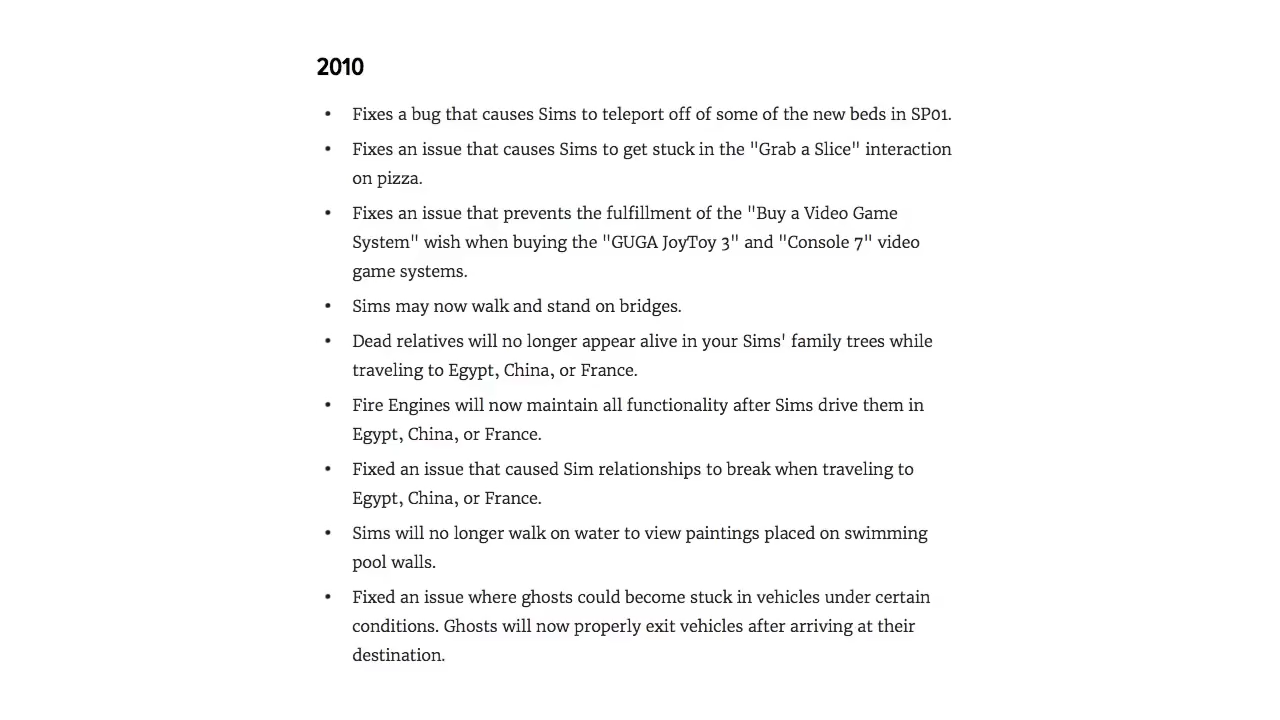 2010
• Fixes a bug that causes Sims to teleport off of some of the new beds in SP01.
• Fixes an issue that causes Sims to get stuck in the "Grab a Slice" interaction
on pizza.
• Fixes an issue that prevents the fulfillment of the "Buy a Video Game
System" wish when buying the "GUGA JoyToy 3" and "Console 7" video
game systems.
• Sims may now walk and stand on bridges.
• Dead relatives will no longer appear alive in your Sims' family trees while
traveling to Egypt, China, or France.
• Fire Engines will now maintain all functionality after Sims drive them in
Egypt, China, or France.
• Fixed an issue that caused Sim relationships to break when traveling to
Egypt, China, or France.
• Sims will no longer walk on water to view paintings placed on swimming
pool walls.
• Fixed an issue where ghosts could become stuck in vehicles under certain
conditions. Ghosts will now properly exit vehicles after arriving at their
destination.